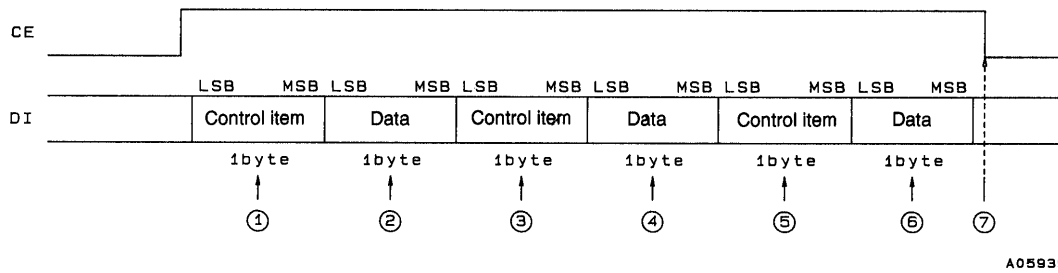 CE
LSB MSB LSB MSB LSB MSB LSB MSB LSB MSB LSB MSB
DI Control item Data Control item Data Control item Data
1byte 1byte 1byte 1byte 1byte 1byte
① ② ③ ④ ⑤ ⑥ ⑦
A0593